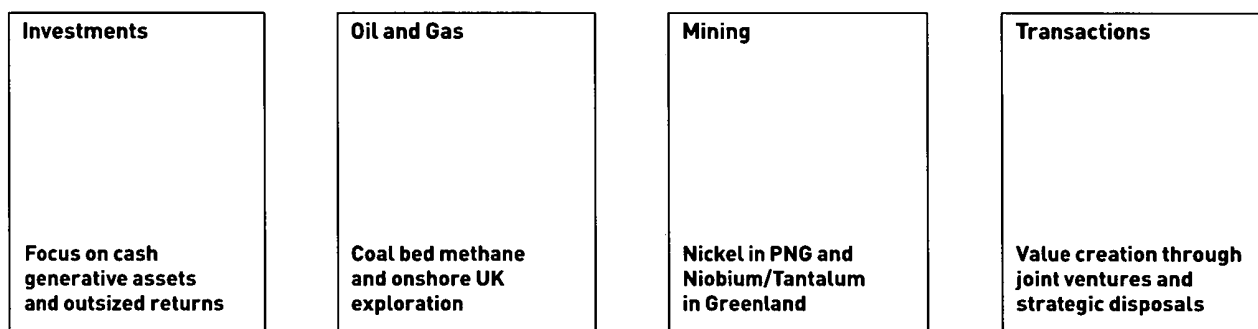 Investments
Focus on cash
generative assets
and outsized returns
Oil and Gas
Coal bed methane
and onshore UK
exploration
Mining
Nickel in PNG and
Niobium/Tantalum
in Greenland
Transactions
Value creation through
joint ventures and
strategic disposals